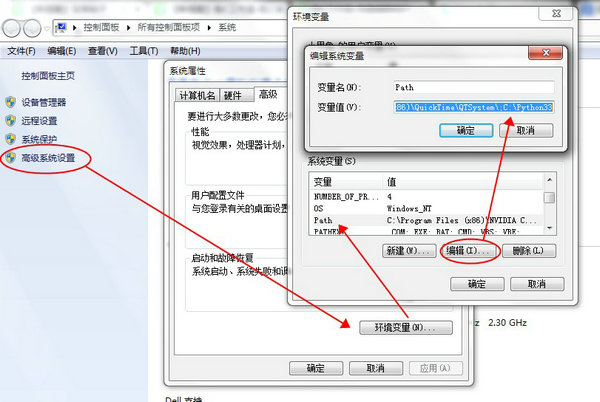 环境变量
控制面板 ▸ 所有控制面板项 ▸ 系统
文件(F) 编辑(E) 查看(V) 工具(T) 帮助(H)
控制面板主页
设备管理器
远程设置
系统保护
高级系统设置
系统属性
计算机名 硬件 高级
要进行大多数更改，您必
性能
视觉效果，处理器计划，
用户配置文件
与您登录有关的桌面设置
启动和故障恢复
系统启动、系统失败和调
环境变量(N)...
确定 取消 应用(A)
编辑系统变量
变量名(N): Path
变量值(V): 86)\QuickTime\QTSystem\;C:\Python33
确定 取消
系统变量(S)
变量 值
NUMBER_OF_PR... 4
OS Windows_NT
Path C:\Program Files (x86)\NVIDIA C...
PATHEXT .COM;.EXE;.BAT;.CMD;.VBS;.VBE;
新建(W)... 编辑(I)... 删除(L)
确定 取消
z 2.30 GHz
Dell